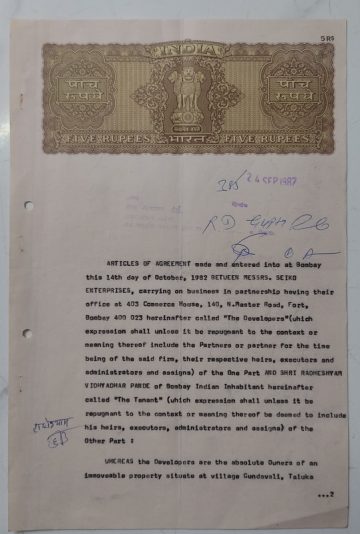 5 RS
INDIA
पाँच रूपये
पाँच रूपये
FIVE RUPEES भारत FIVE RUPEES
24 SEP 1987
ARTICLES OF AGREEMENT made and entered into at Bombay
this 14th day of October, 1982 BETWEEN MESSRS. SEIKO
ENTERPRISES, carrying on business in partnership having their
office at 403 Commerce House, 140, N.Master Road, Fort,
Bombay 400 023 hereinafter called "The Developers"(which
expression shall unless it be repugnant to the context or
meaning thereof include the Partners or partner for the time
being of the said firm, their respective heirs, executors and
administrators and assigns) of the One Part AND SHRI RADHESHYAM
VIDHYADHAR PANDE of Bombay Indian Inhabitant hereinafter
called "The Tenant" (which expression shall unless it be
repugnant to the context or meaning thereof be deemed to include
his heirs, executors, administrators and assigns) of the
Other Part :
WHEREAS the Developers are the absolute Owners of an
immoveable property situate at village Gundavali, Taluka
...2